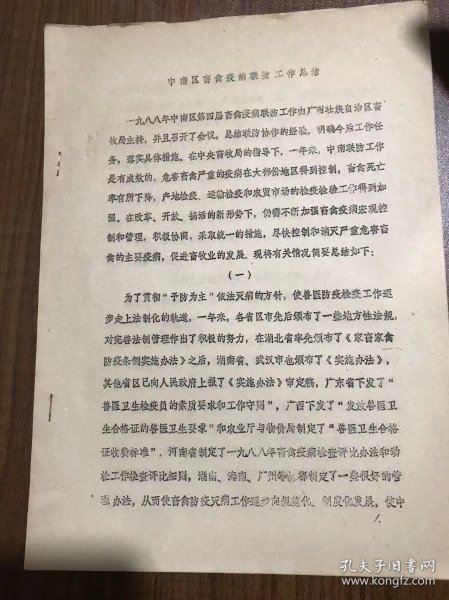 中南区畜禽疫病联防工作总结
一九八八年中南区第四届畜禽疫病联防工作由广西壮族自治区畜
牧局主持，并且召开了会议，总结联防协作的经验，明确今后工作任
务，落实具体措施。在中央畜牧局的指导下，一年来，中南联防工作
是有成效的，危害畜禽严重的疫病在大部份地区得到控制，畜禽死亡
率有所下降，产地检疫、运输检疫和农贸市场的检疫检验工作得到加
强。在改革、开放、搞活的新形势下，仍需不断加强畜禽疫病宏观控
制和管理，积极协商，采取统一的措施，尽快控制和消灭严重危害畜
禽的主要疫病，促进畜牧业的发展。现将有关情况简要总结如下：
（一）
为了贯彻“予防为主”依法灭病的方针，使兽医防疫检疫工作逐
步走上法制化的轨道，一年来，各省区市先后颁布了一些地方性法规，
对完善法制管理作出了积极的努力，在湖北省率先颁布了《家畜家禽
防疫条例实施办法》之后，湖南省、武汉市也颁布了《实施办法》，
其他省区已向人民政府上报了《实施办法》审定稿，广东省下发了“
兽医卫生检疫员的素质要求和工作守则”，广西下发了“发放兽医卫
生合格证的兽医卫生要求”和农业厅与物价局制定了“兽医卫生合格
证收费标准”，河南省制定了一九八八年畜禽疫病检查评比办法和动
检工作检查评比细则，湖南、海南、广州等地都制定了一些很好的管
理办法，从而使畜禽防疫灭病工作逐步向规范化、制度化发展，使中
1.
孔夫子旧书网
www.kongfz.com